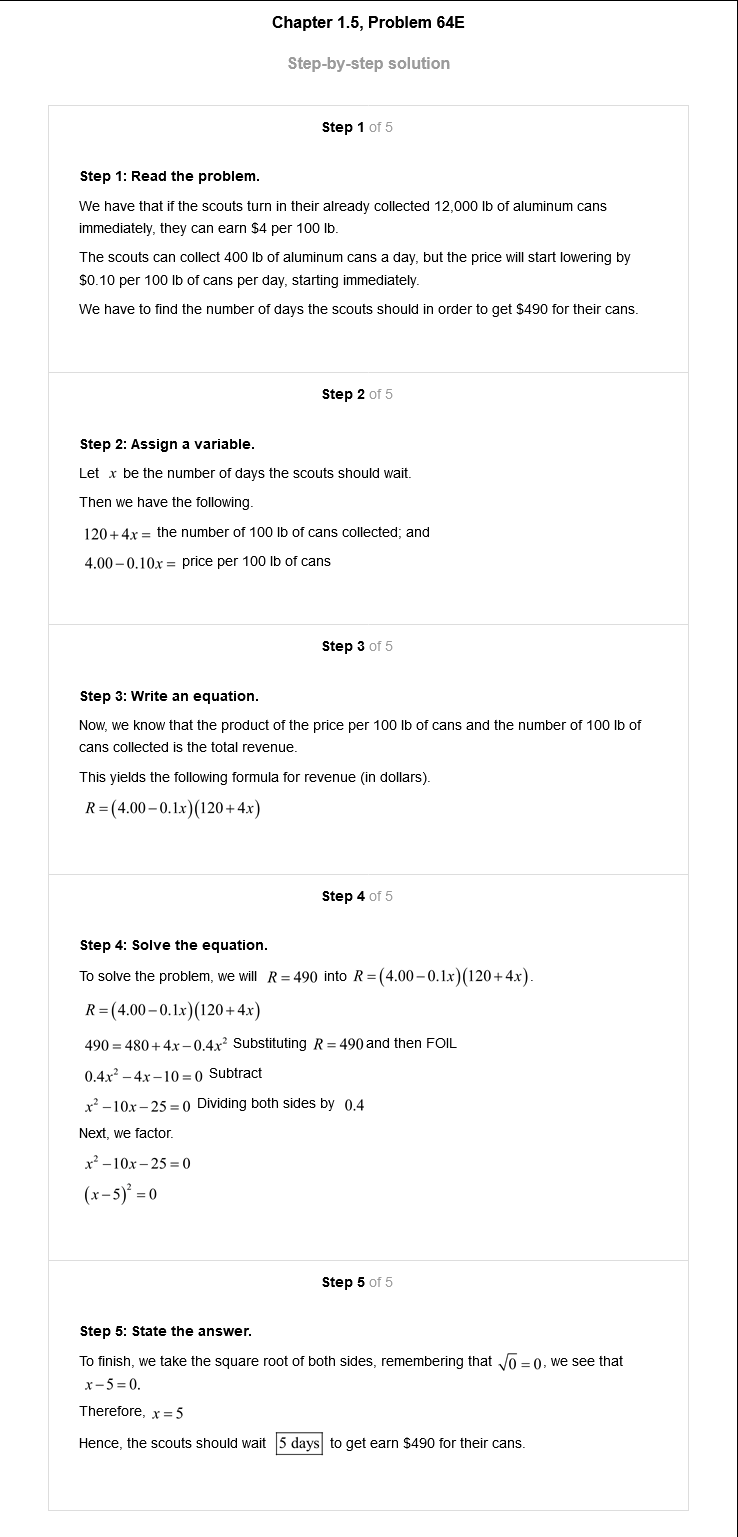 Chapter 1.5, Problem 64E
Step-by-step solution
Step 1 of 5
Step 1: Read the problem.
We have that if the scouts turn in their already collected 12,000 lb of aluminum cans
immediately, they can earn $4 per 100 lb.
The scouts can collect 400 lb of aluminum cans a day, but the price will start lowering by
$0.10 per 100 lb of cans per day, starting immediately.
We have to find the number of days the scouts should in order to get $490 for their cans.
Step 2 of 5
Step 2: Assign a variable.
Let x be the number of days the scouts should wait.
Then we have the following.
120+4x = the number of 100 lb of cans collected; and
4.00−0.10x = price per 100 lb of cans
Step 3 of 5
Step 3: Write an equation.
Now, we know that the product of the price per 100 lb of cans and the number of 100 lb of
cans collected is the total revenue.
This yields the following formula for revenue (in dollars).
R=(4.00−0.1x)(120+4x)
Step 4 of 5
Step 4: Solve the equation.
To solve the problem, we will R=490 into R=(4.00−0.1x)(120+4x).
R=(4.00−0.1x)(120+4x)
490=480+4x−0.4x² Substituting R=490 and then FOIL
0.4x²−4x−10=0 Subtract
x²−10x−25=0 Dividing both sides by 0.4
Next, we factor.
x²−10x−25=0
(x−5)²=0
Step 5 of 5
Step 5: State the answer.
To finish, we take the square root of both sides, remembering that √0=0, we see that
x−5=0.
Therefore, x=5
Hence, the scouts should wait 5 days to get earn $490 for their cans.